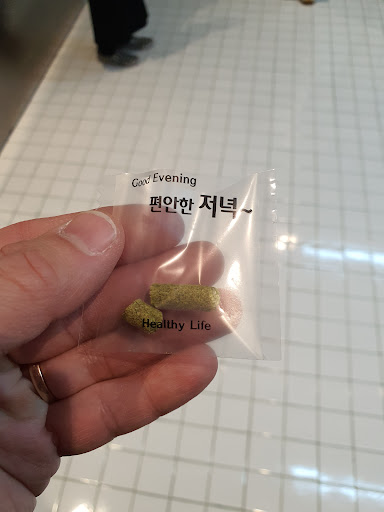 Good Evening
편안한 저녁~
Healthy Life